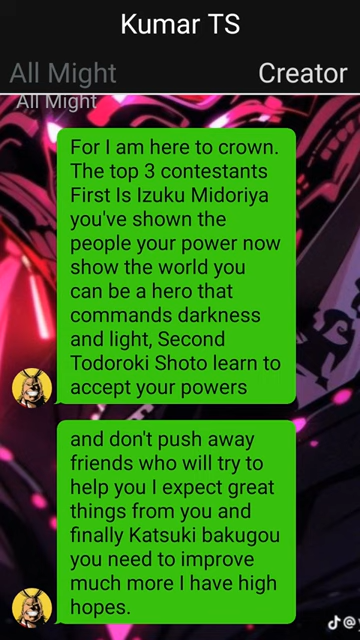 Kumar TS
All Might
Creator
All Might
For I am here to crown.
The top 3 contestants
First Is Izuku Midoriya
you've shown the
people your power now
show the world you
can be a hero that
commands darkness
and light, Second
Todoroki Shoto learn to
accept your powers
and don't push away
friends who will try to
help you I expect great
things from you and
finally Katsuki bakugou
you need to improve
much more I have high
hopes.
@